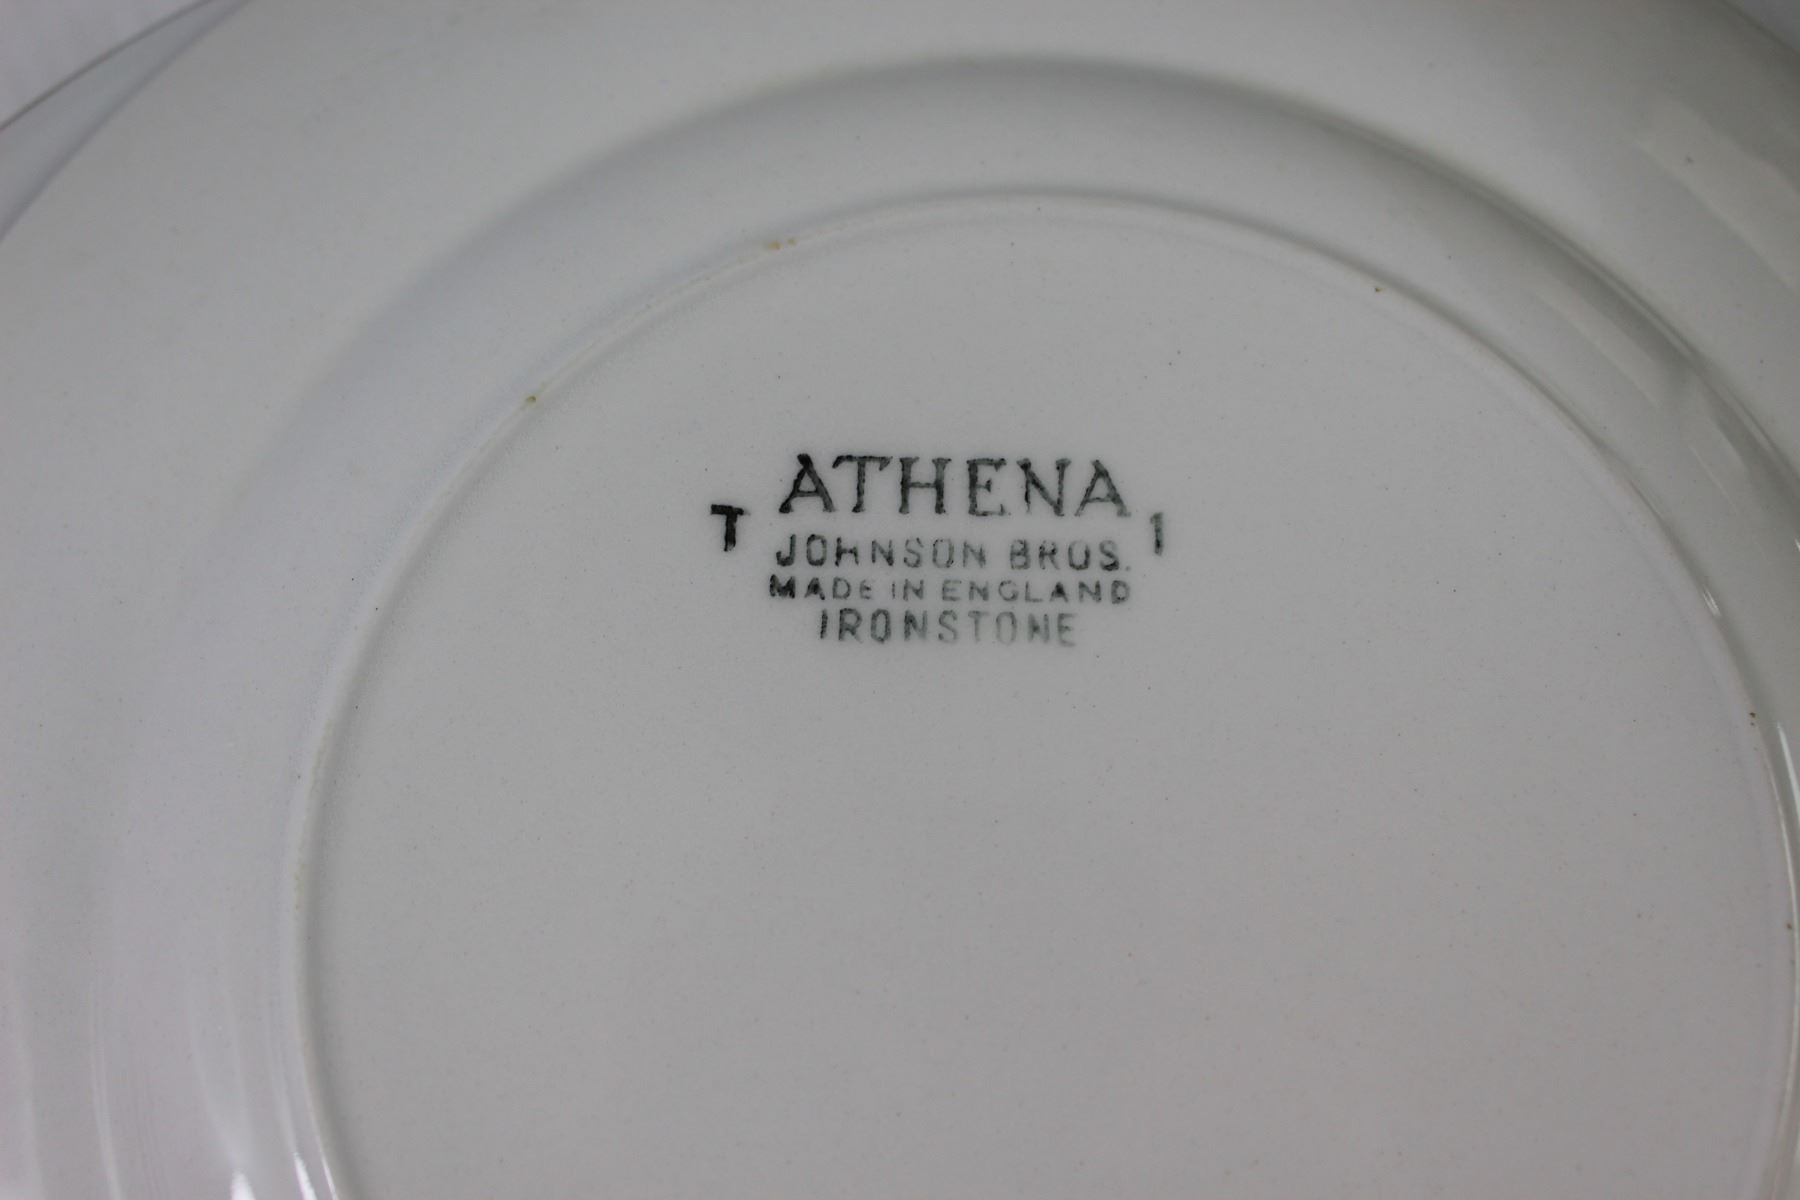 ATHENA
T 1
JOHNSON BROS.
MADE IN ENGLAND
IRONSTONE